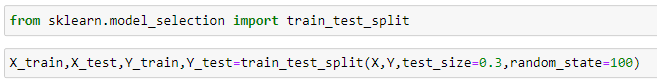 from sklearn.model_selection import train_test_split
X_train,X_test,Y_train,Y_test=train_test_split(X,Y,test_size=0.3,random_state=100)